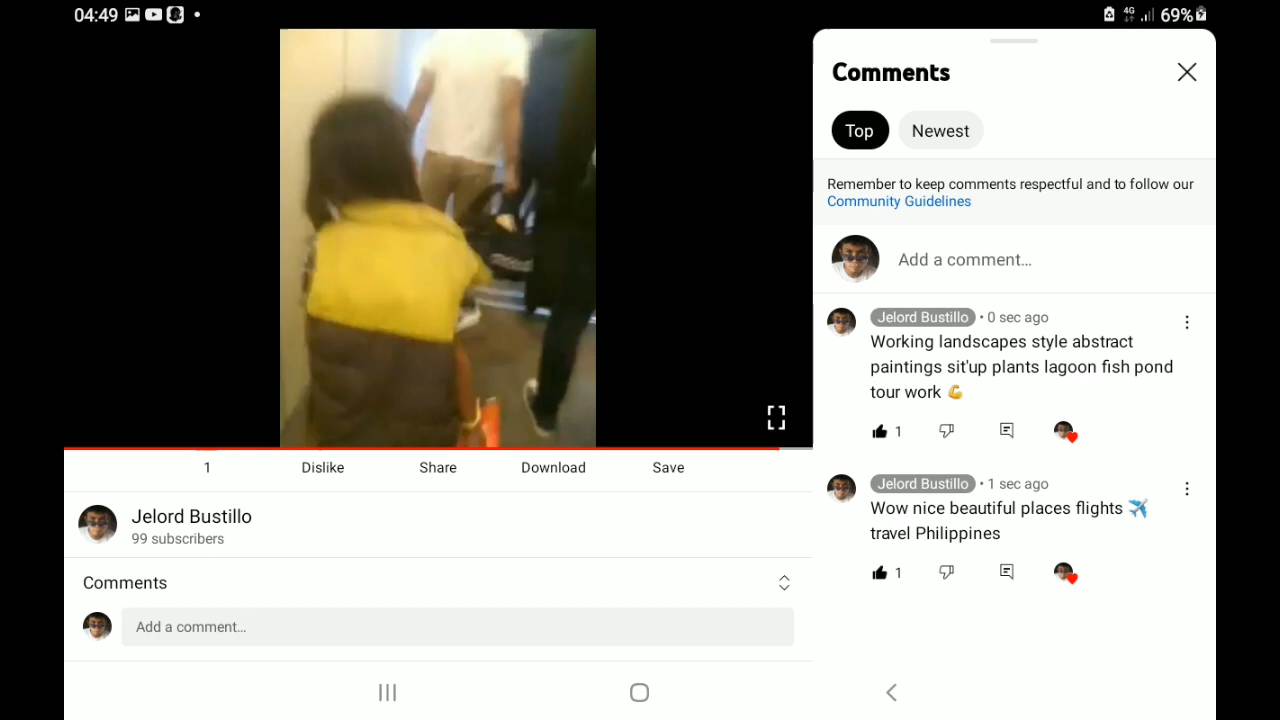 04:49
4G
69%
Comments
Top
Newest
Remember to keep comments respectful and to follow our
Community Guidelines
Add a comment...
Jelord Bustillo • 0 sec ago
Working landscapes style abstract
paintings sit'up plants lagoon fish pond
tour work 💪
1
Jelord Bustillo • 1 sec ago
Wow nice beautiful places flights ✈️
travel Philippines
1
1
Dislike
Share
Download
Save
Jelord Bustillo
99 subscribers
Comments
Add a comment...